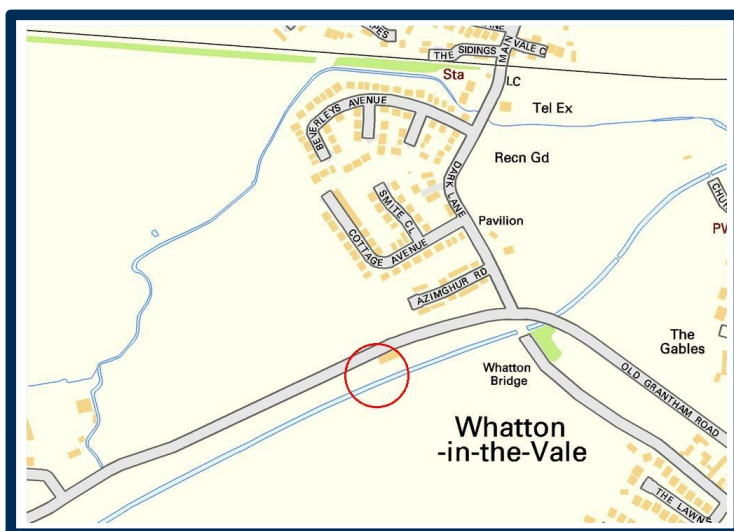 THE SIDINGS
MAIN
VALE C
Sta
LC
Tel Ex
BEVERLEYS AVENUE
Recn Gd
DARK LANE
SMITE CL
Pavilion
COTTAGE AVENUE
AZIMGHUR RD
The
Gables
Whatton
Bridge
OLD GRANTHAM ROAD
Whatton
-in-the-Vale
THE LAWNS